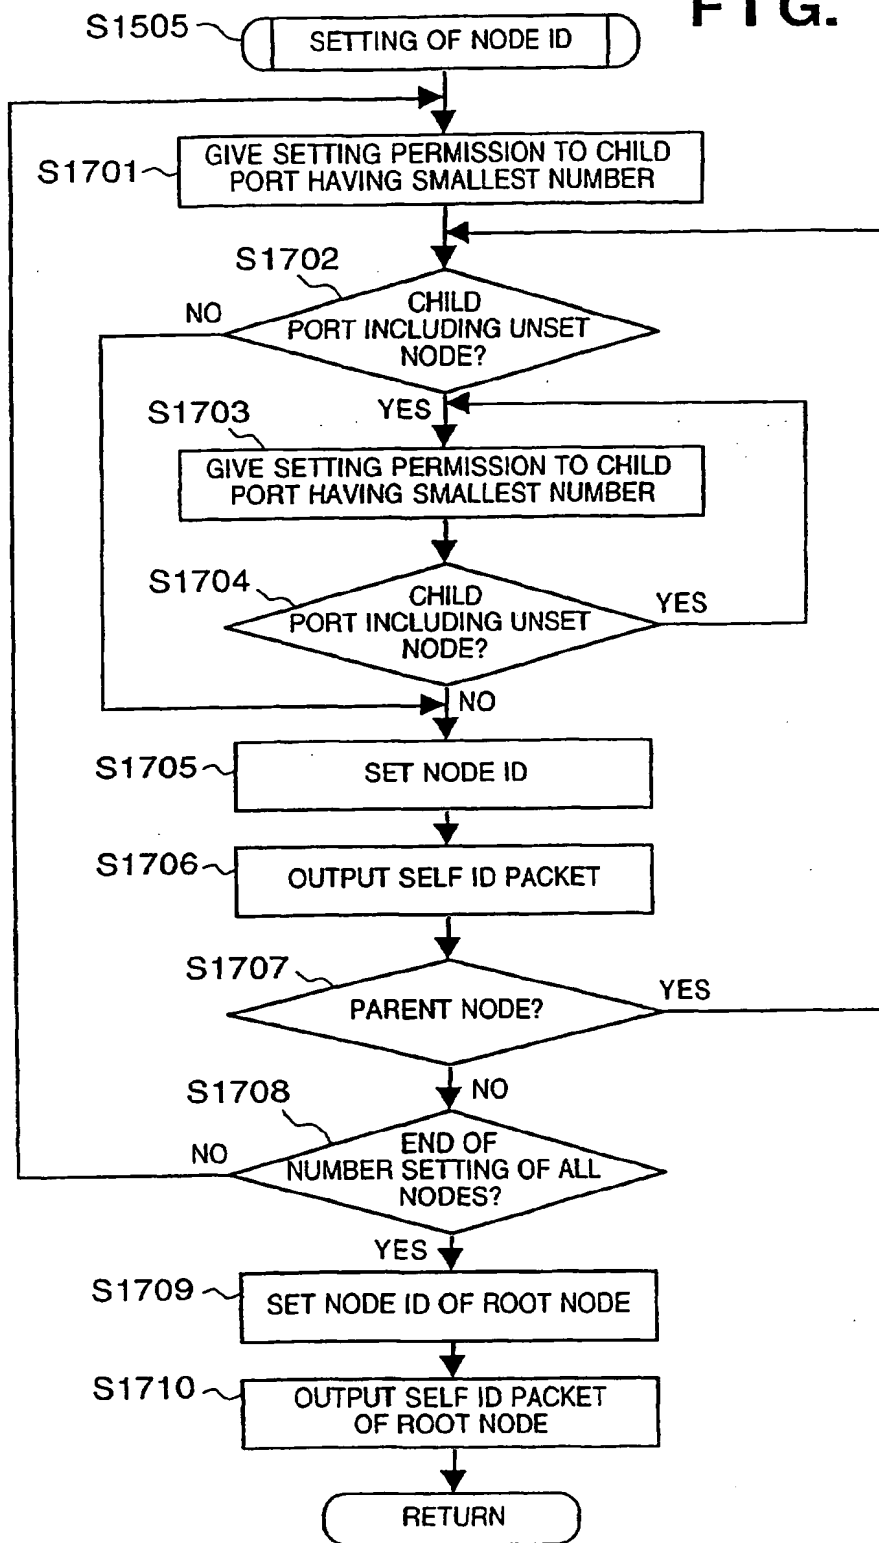 FIG.
S1505
SETTING OF NODE ID
S1701
GIVE SETTING PERMISSION TO CHILD
PORT HAVING SMALLEST NUMBER
S1702
CHILD
PORT INCLUDING UNSET
NODE?
NO
YES
S1703
GIVE SETTING PERMISSION TO CHILD
PORT HAVING SMALLEST NUMBER
S1704
CHILD
PORT INCLUDING UNSET
NODE?
YES
NO
S1705
SET NODE ID
S1706
OUTPUT SELF ID PACKET
S1707
PARENT NODE?
YES
NO
S1708
END OF
NUMBER SETTING OF ALL
NODES?
NO
YES
S1709
SET NODE ID OF ROOT NODE
S1710
OUTPUT SELF ID PACKET
OF ROOT NODE
RETURN